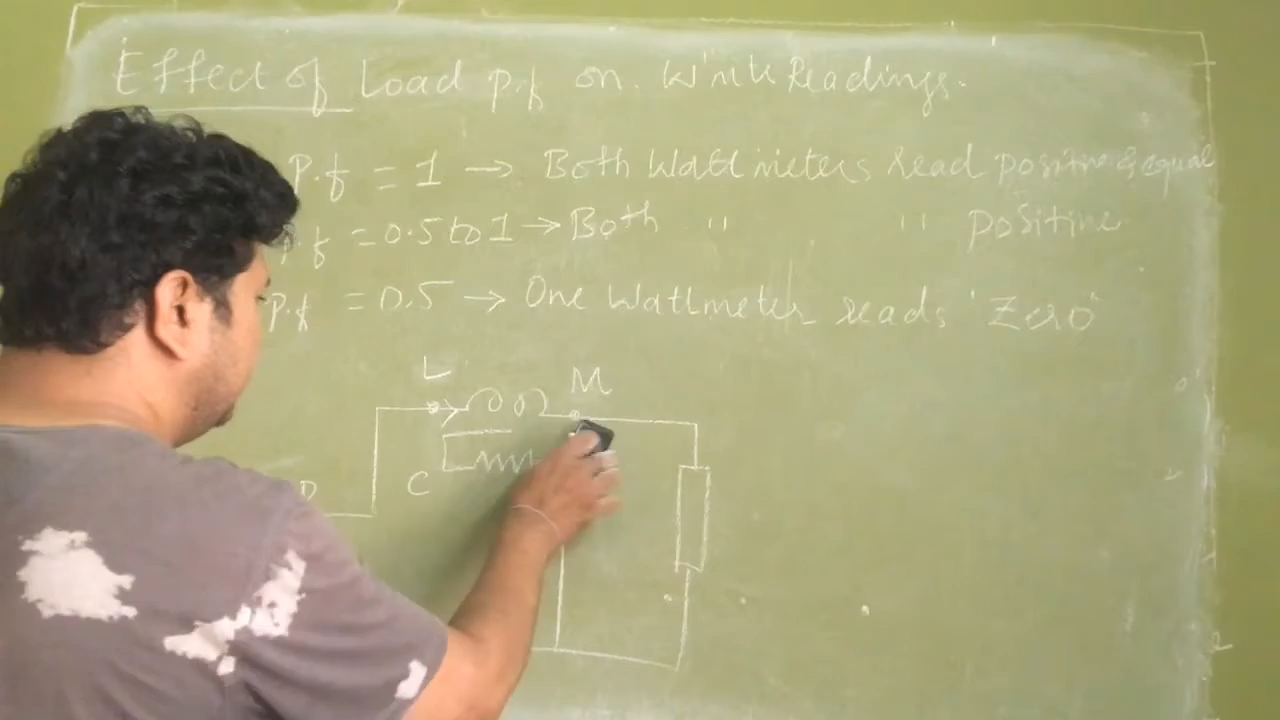 Effect of Load P.f on. W'mtr Readings.
P.f = 1 → Both Wattmeters read positive & equal
P.f = 0.5 to 1 → Both " " positive
P.f = 0.5 → One Wattmeter reads 'Zero"
L M
C